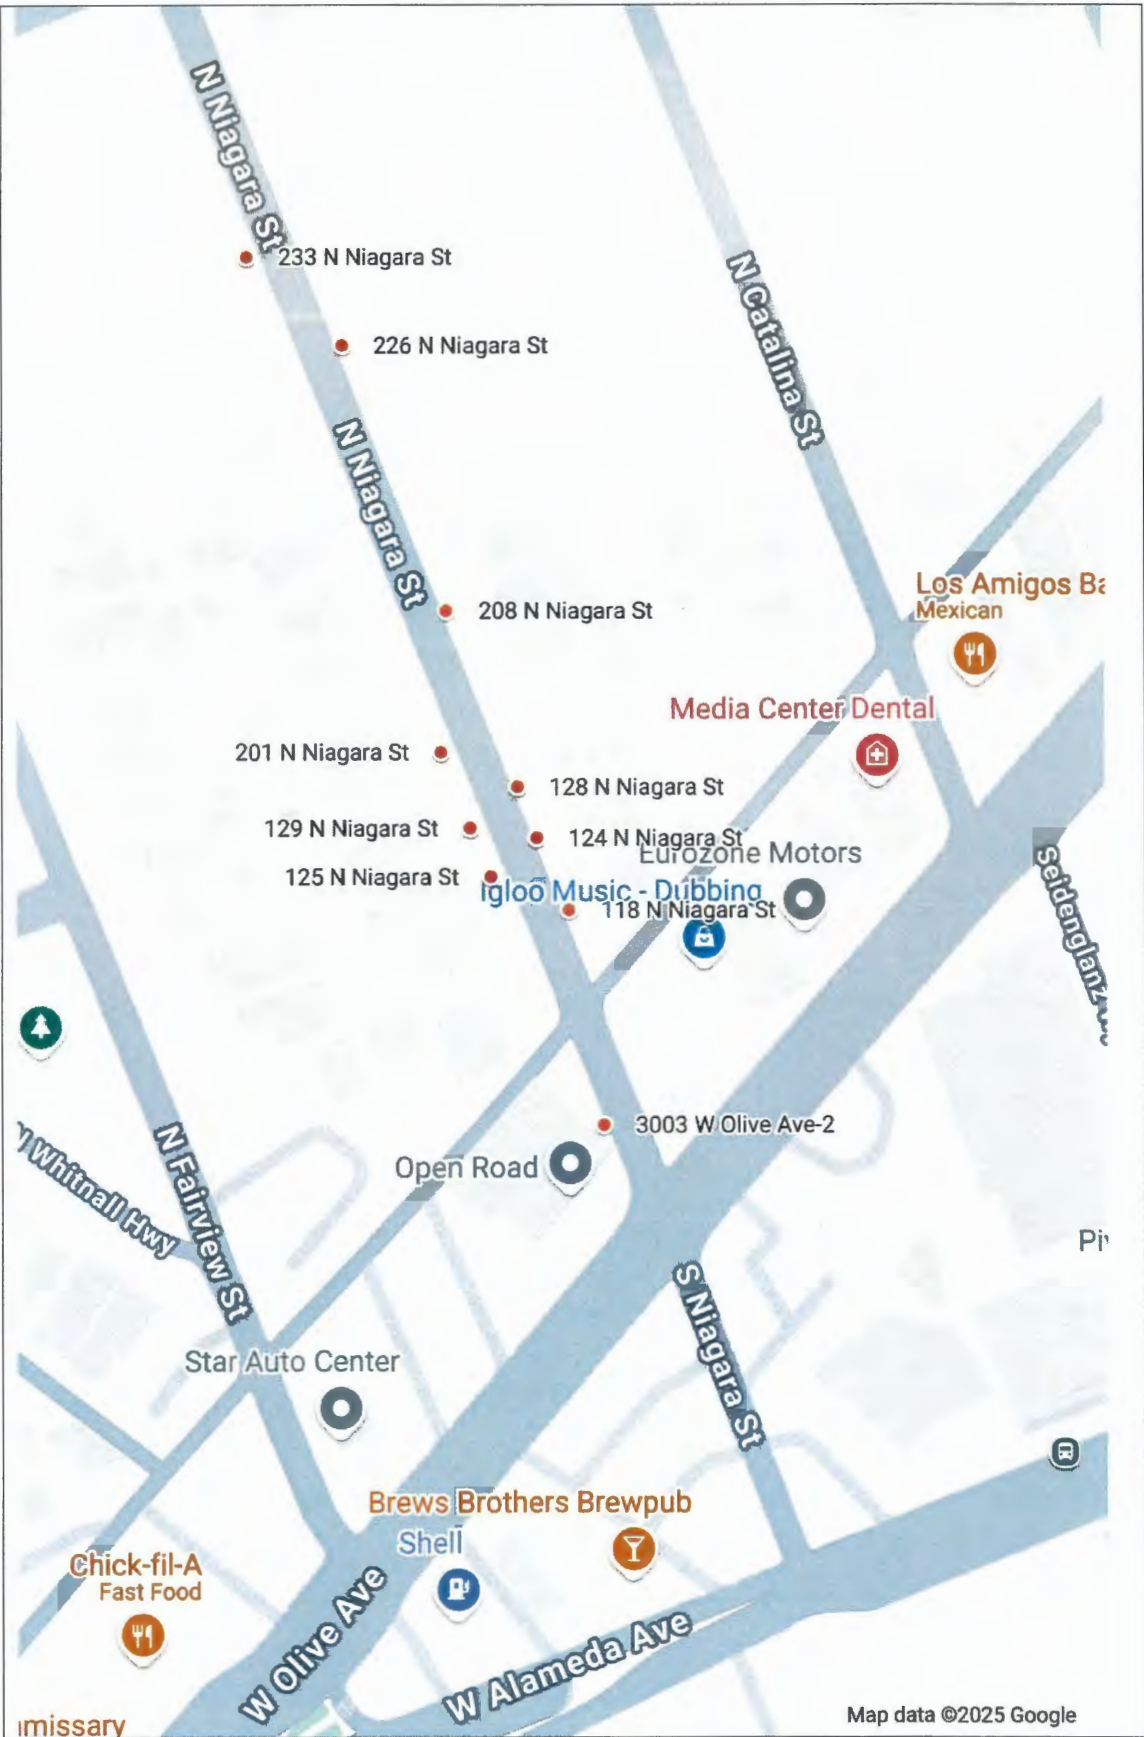 N Niagara St
233 N Niagara St
N Catalina St
226 N Niagara St
N Niagara St
Los Amigos Ba
Mexican
208 N Niagara St
Media Center Dental
201 N Niagara St
128 N Niagara St
129 N Niagara St
124 N Niagara St
Eurozone Motors
125 N Niagara St
Igloo Music - Dubbing
118 N Niagara St
3003 W Olive Ave-2
Open Road
N Fairview St
Whitnall Hwy
S Niagara St
Star Auto Center
Brews Brothers Brewpub
Shell
Chick-fil-A
Fast Food
W Olive Ave
W Alameda Ave
Map data ©2025 Google